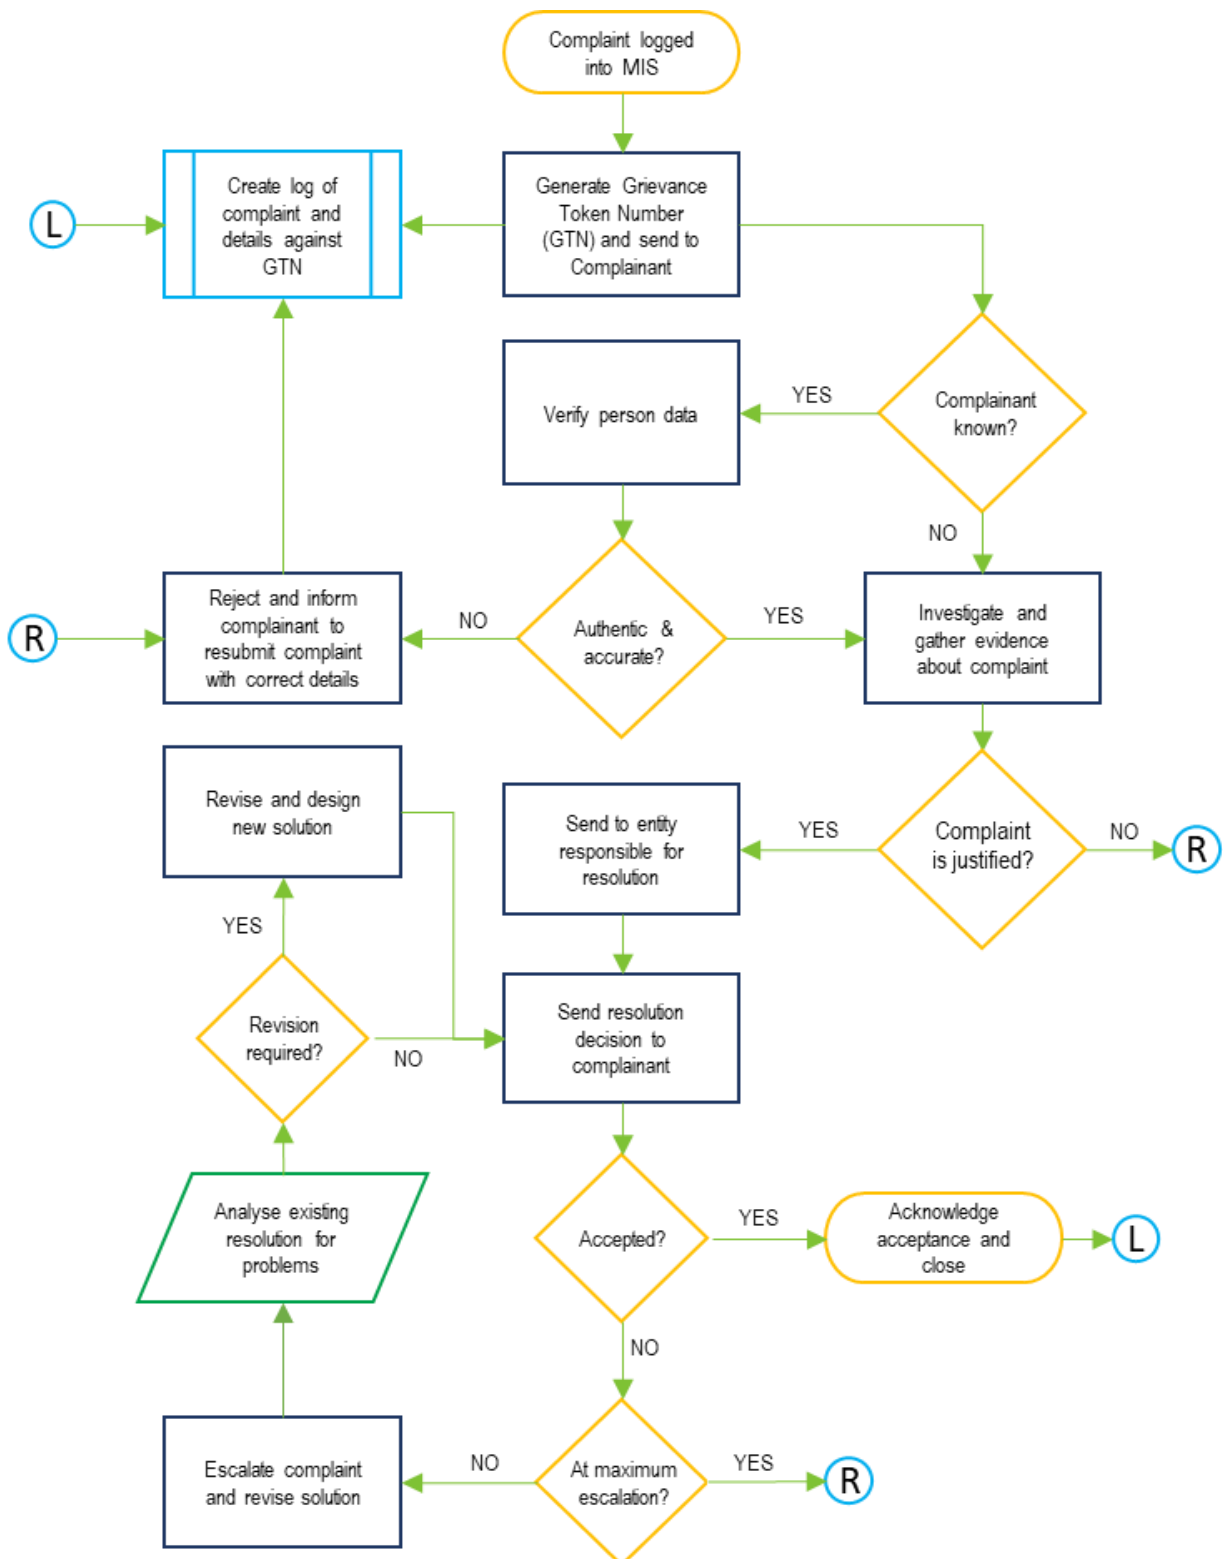 Complaint logged
into MIS
Create log of
complaint and
details against
GTN
Generate Grievance
Token Number
(GTN) and send to
Complainant
L
Verify person data
YES
Complainant
known?
NO
R
Reject and inform
complainant to
resubmit complaint
with correct details
NO
Authentic &
accurate?
YES
Investigate and
gather evidence
about complaint
Revise and design
new solution
Send to entity
responsible for
resolution
YES
Complaint
is justified?
NO
R
YES
Revision
required?
NO
Send resolution
decision to
complainant
Analyse existing
resolution for
problems
Accepted?
YES
Acknowledge
acceptance and
close
L
NO
Escalate complaint
and revise solution
NO
At maximum
escalation?
YES
R